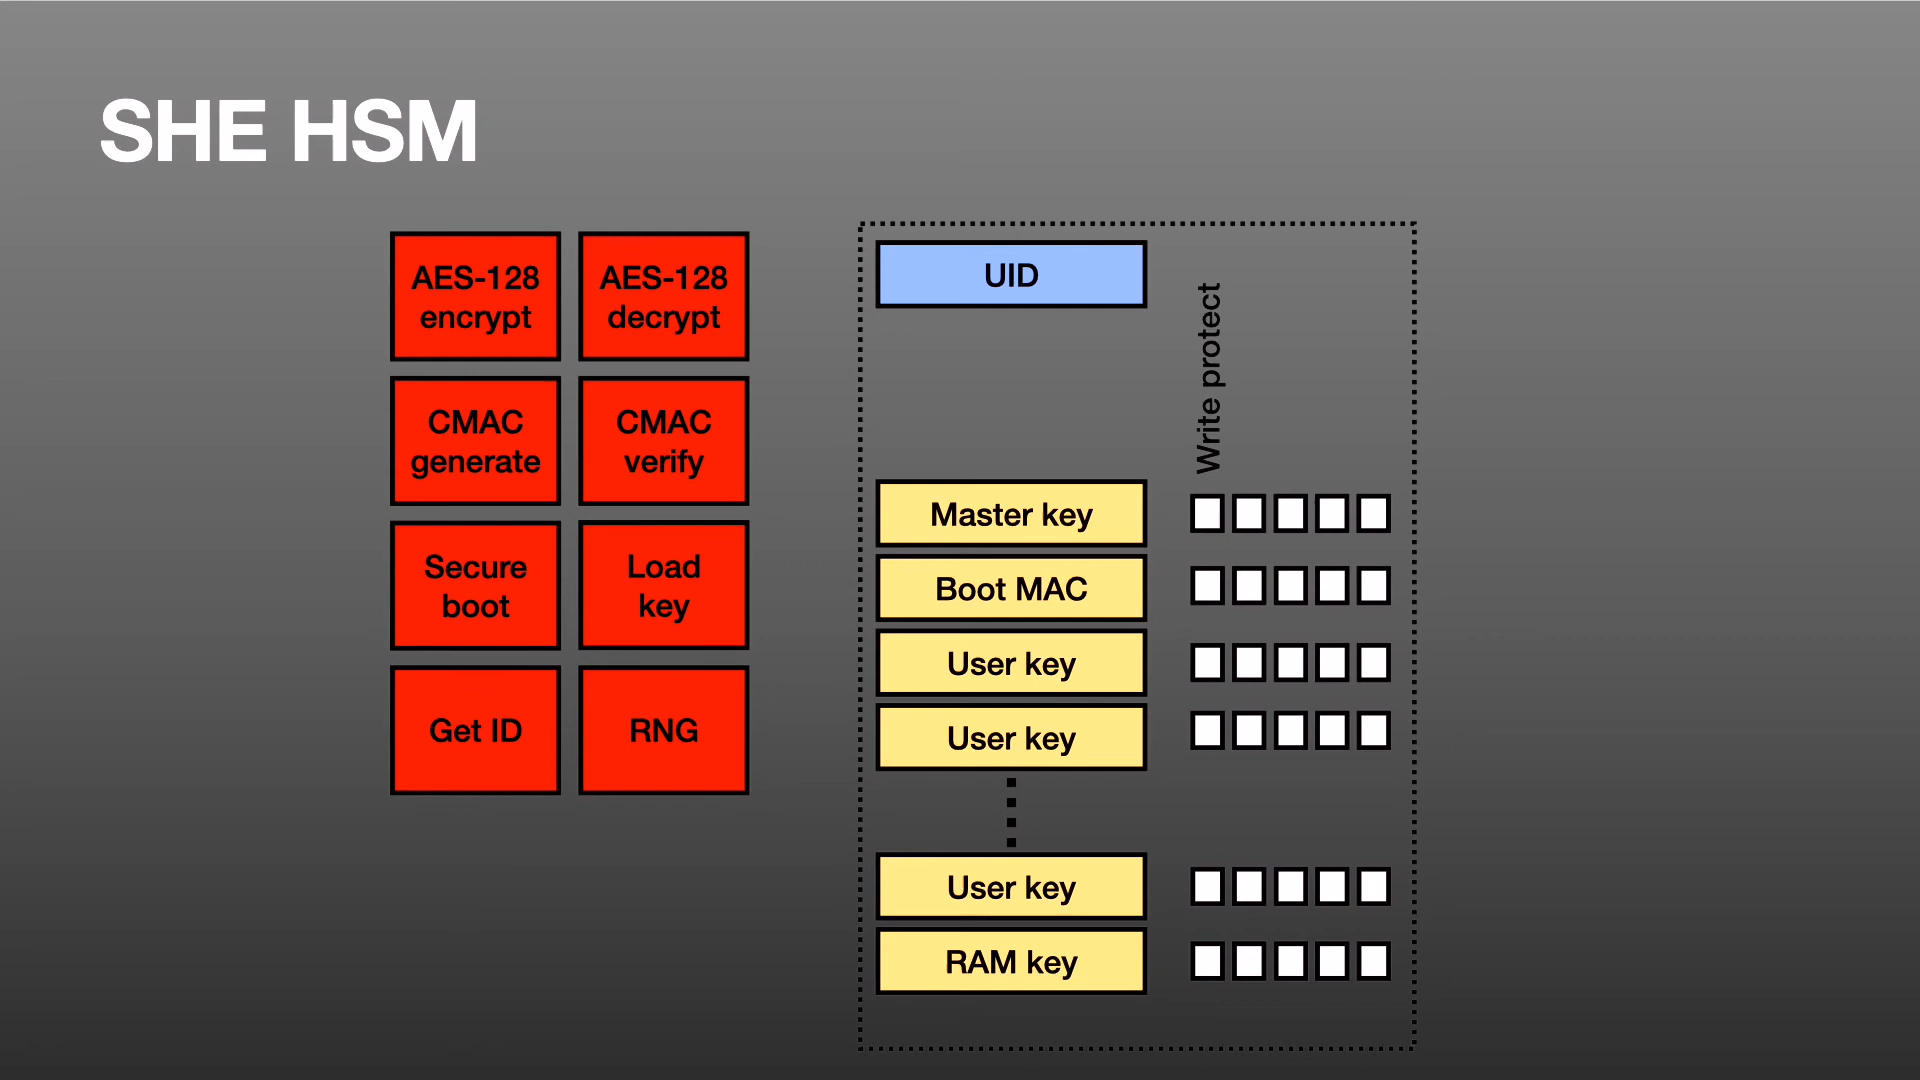 SHE HSM
AES-128
encrypt
AES-128
decrypt
CMAC
generate
CMAC
verify
Secure
boot
Load
key
Get ID
RNG
UID
Write protect
Master key
Boot MAC
User key
User key
User key
RAM key